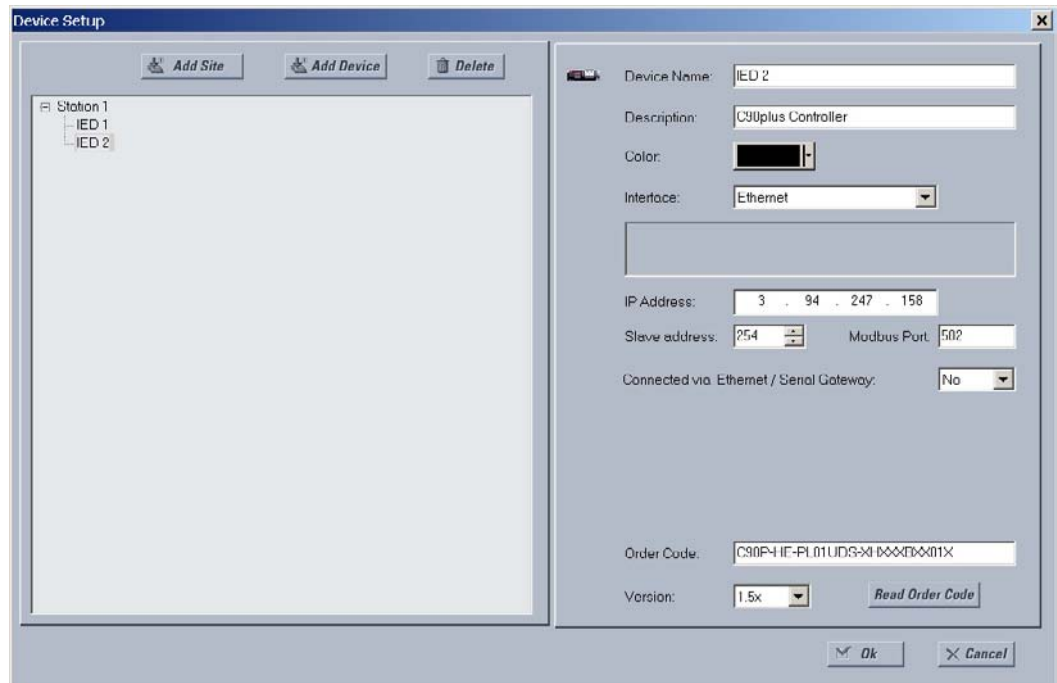 Device Setup
Add Site
Add Device
Delete
Station 1
IED 1
IED 2
Device Name: IED 2
Description: C90plus Controller
Color:
Interface: Ethernet
IP Address: 3 . 94 . 247 . 158
Slave address: 254 Modbus Port: 502
Connected via Ethernet / Serial Gateway: No
Order Code:
Version: 1.5x Read Order Code
Ok Cancel